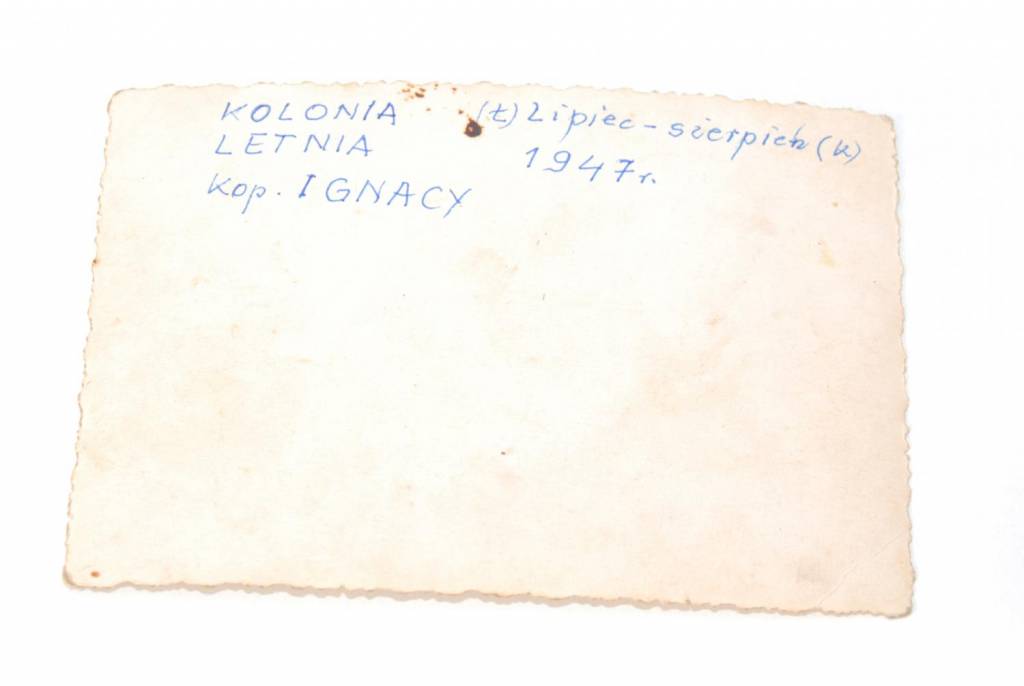 KOLONIA
LETNIA
Kop. IGNACY
(t) Lipiec - sierpień (k)
1947r.